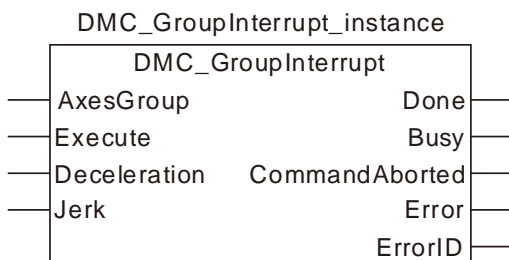 DMC_GroupInterrupt_instance
DMC_GroupInterrupt
AxesGroup Done
Execute Busy
Deceleration CommandAborted
Jerk Error
ErrorID